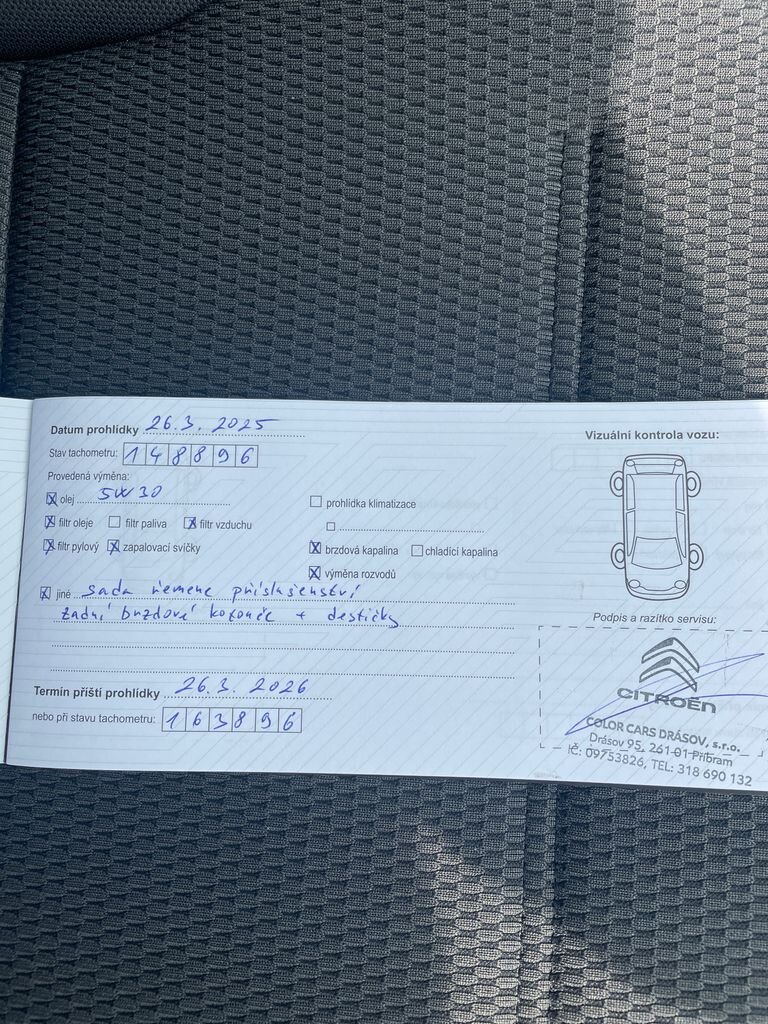 Datum prohlídky 26.3. 2025
Stav tachometru: 148896
Provedená výměna:
olej 5W30
filtr oleje filtr paliva filtr vzduchu
filtr pylový zapalovací svíčky
prohlídka klimatizace
brzdová kapalina chladící kapalina
výměna rozvodů
jiné sada řemene příslušenství
zadní brzdové kotouče + destičky
Termín příští prohlídky 26.3. 2026
nebo při stavu tachometru: 163896
Vizuální kontrola vozu:
Podpis a razítko servisu:
CITROËN
COLOR CARS DRÁSOV, s.r.o.
Drásov 95, 261 01 Příbram
IČ: 09753826, TEL: 318 690 132